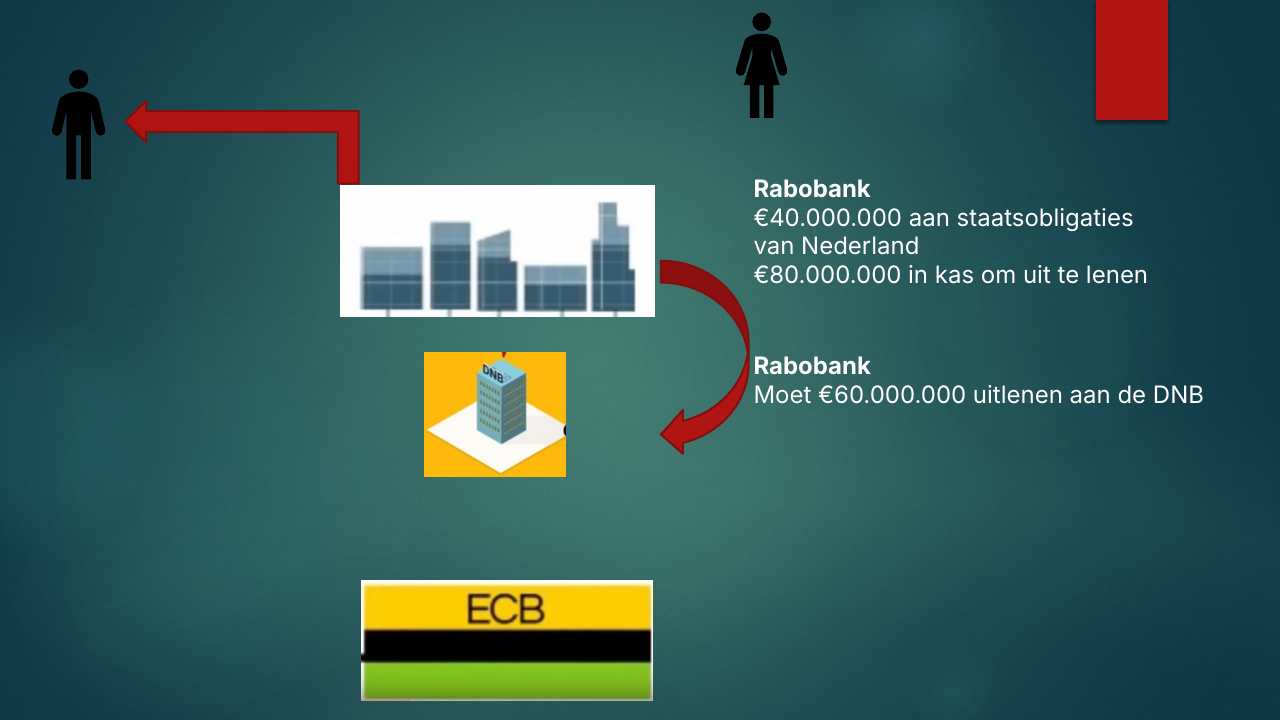 Rabobank
€40.000.000 aan staatsobligaties
van Nederland
€80.000.000 in kas om uit te lenen
Rabobank
Moet €60.000.000 uitlenen aan de DNB
DNB
ECB